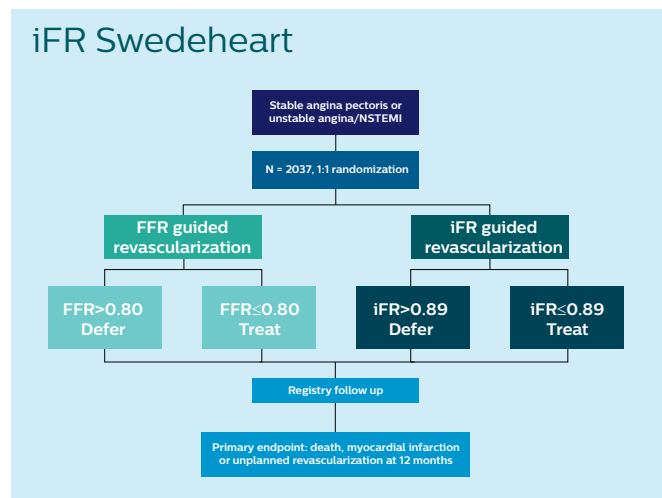 iFR Swedeheart
Stable angina pectoris or
unstable angina/NSTEMI
N = 2037, 1:1 randomization
FFR guided
revascularization
iFR guided
revascularization
FFR>0.80
Defer
FFR≤0.80
Treat
iFR>0.89
Defer
iFR≤0.89
Treat
Registry follow up
Primary endpoint: death, myocardial infarction
or unplanned revascularization at 12 months